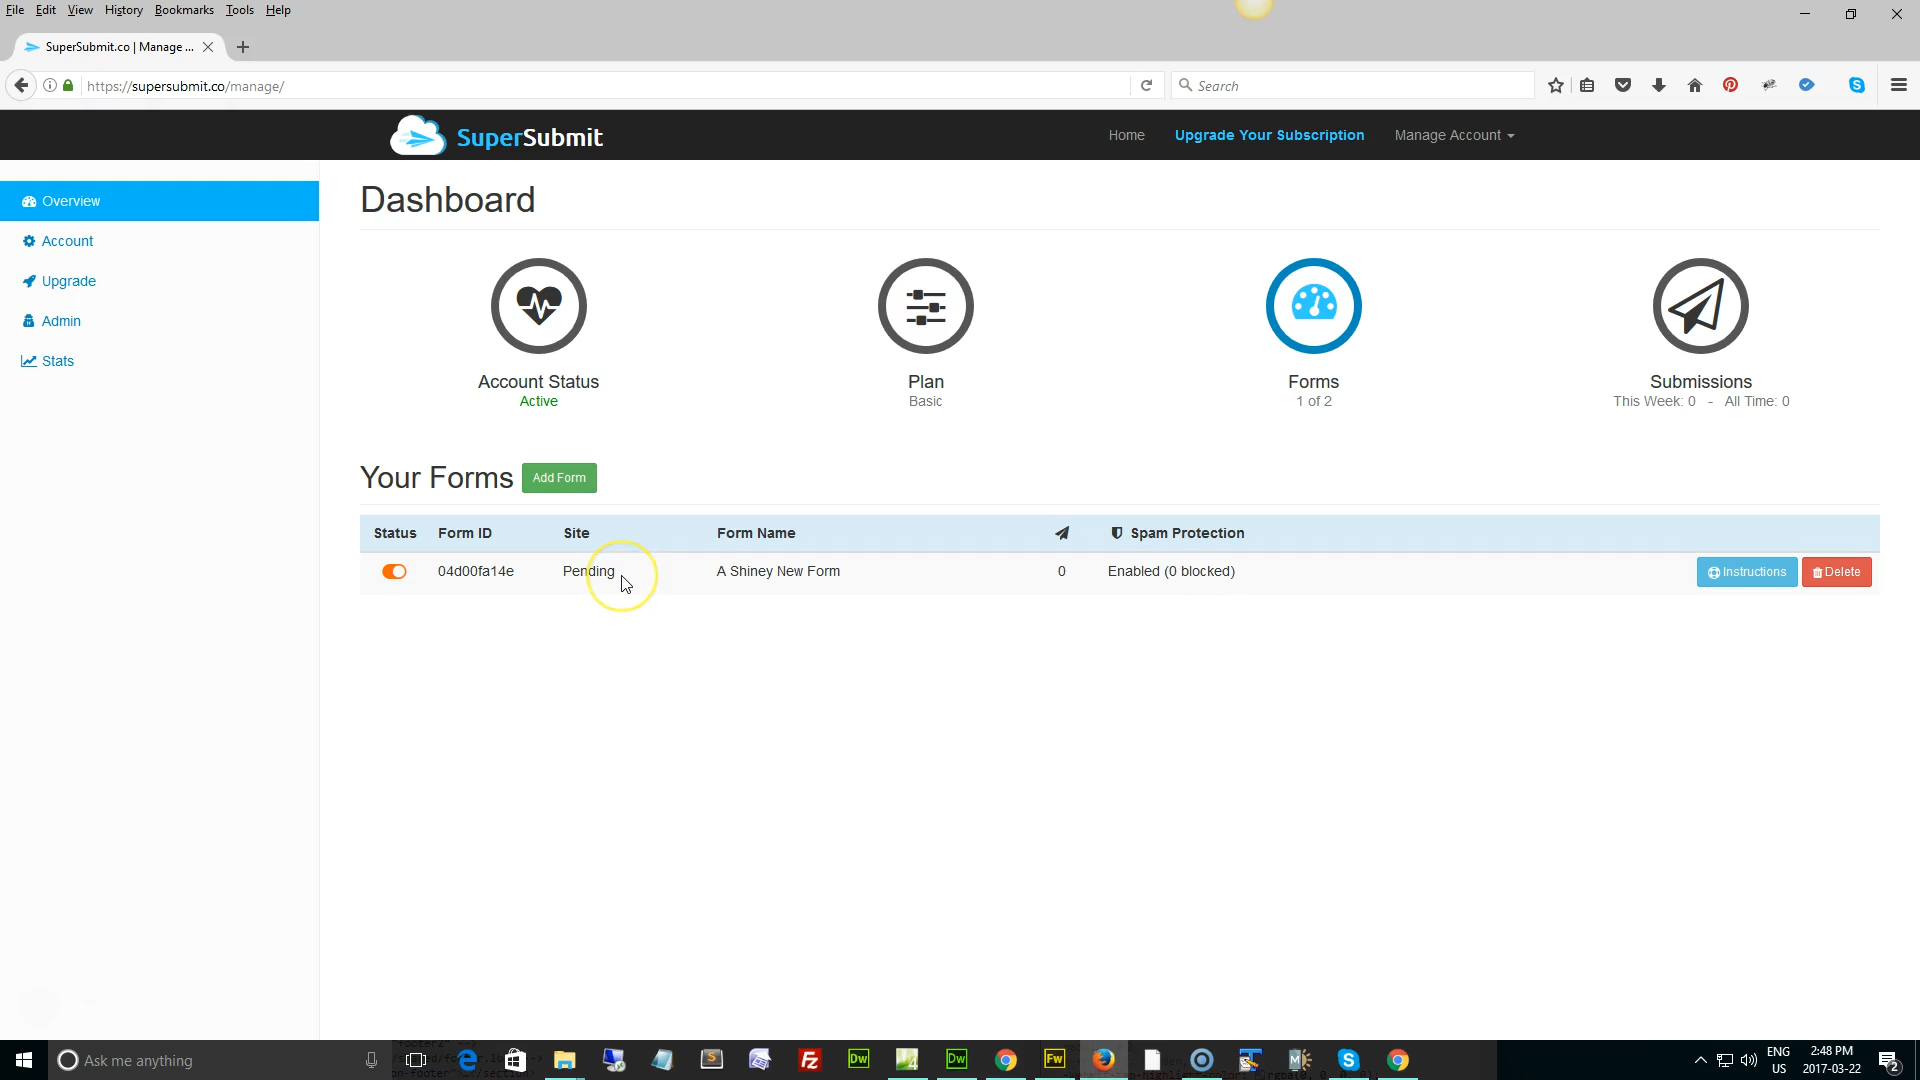 File Edit View History Bookmarks Tools Help
SuperSubmit.co | Manage ...
https://supersubmit.co/manage/
Search
SuperSubmit
Home
Upgrade Your Subscription
Manage Account
Overview
Account
Upgrade
Admin
Stats
Dashboard
Account Status
Active
Plan
Basic
Forms
1 of 2
Submissions
This Week: 0 - All Time: 0
Your Forms
Add Form
Status Form ID Site Form Name Spam Protection
04d00fa14e Pending A Shiney New Form 0 Enabled (0 blocked) Instructions Delete
Ask me anything
ENG
US
2:48 PM
2017-03-22
2